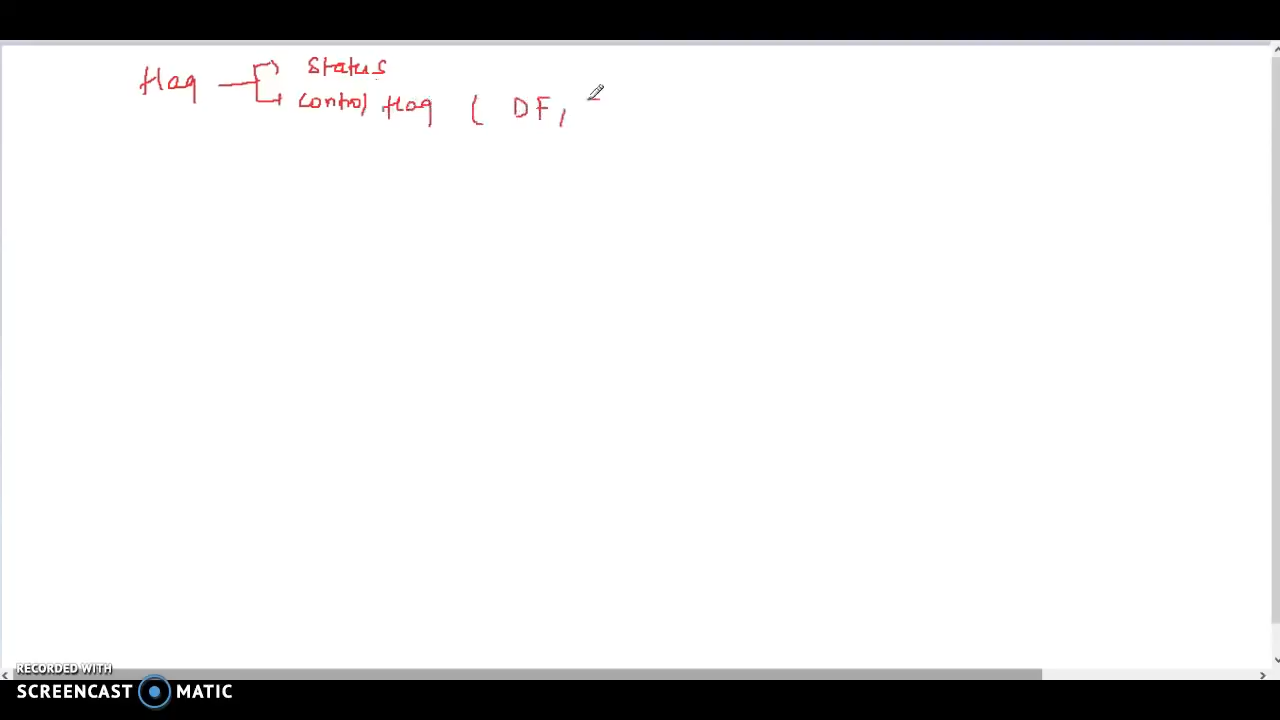 flag
status
control flag ( DF,
RECORDED WITH
SCREENCAST MATIC